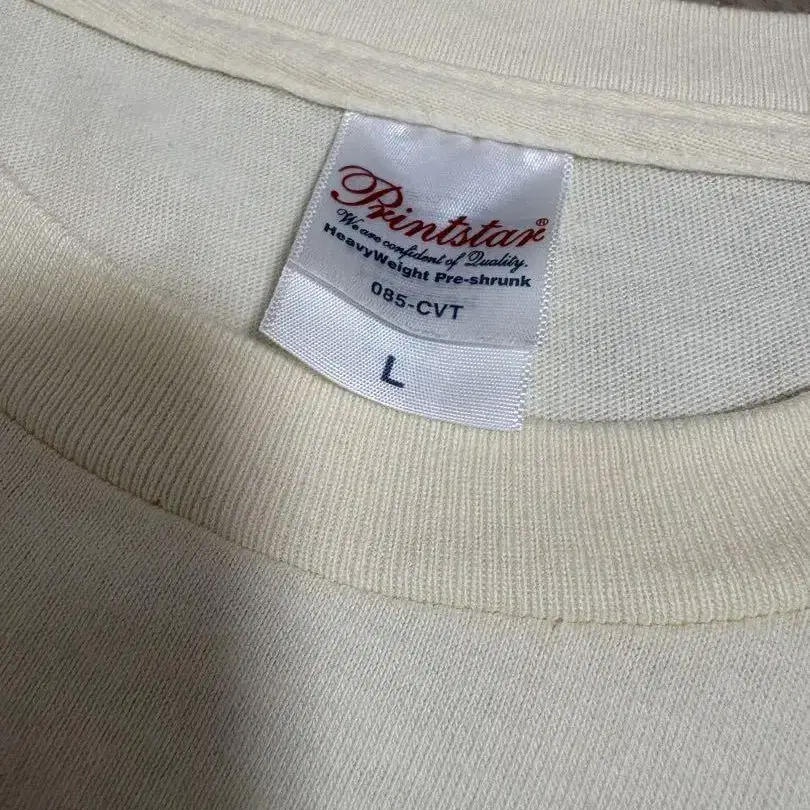 Printstar®
We are confident of Quality.
HeavyWeight Pre-shrunk
085-CVT
L